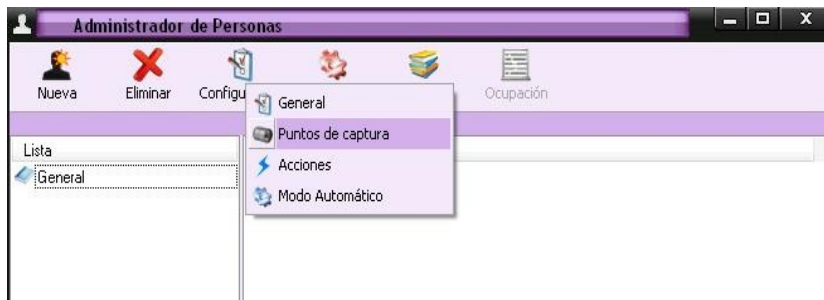 Administrador de Personas
Nueva
Eliminar
Configu
Ocupación
General
Puntos de captura
Acciones
Modo Automático
Lista
General